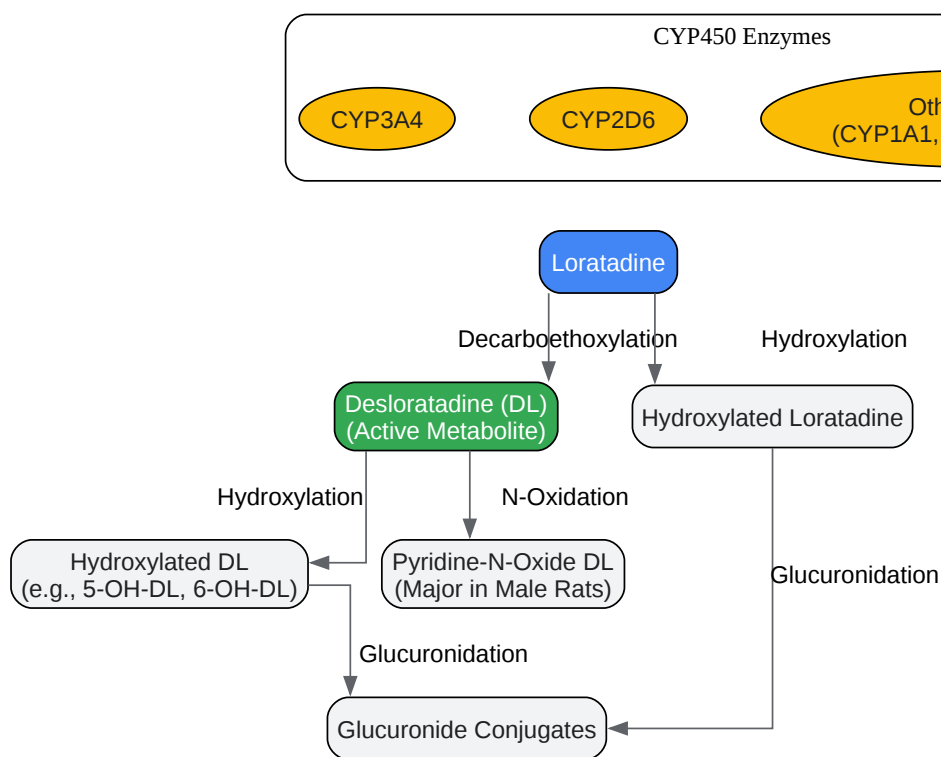 CYP450 Enzymes
CYP3A4
CYP2D6
(CYP1A1,
Loratadine
Decarboethoxylation
Hydroxylation
Desloratadine (DL)
(Active Metabolite)
Hydroxylated Loratadine
Hydroxylation
N-Oxidation
Hydroxylated DL
(e.g., 5-OH-DL, 6-OH-DL)
Pyridine-N-Oxide DL
(Major in Male Rats)
Glucuronidation
Glucuronidation
Glucuronide Conjugates